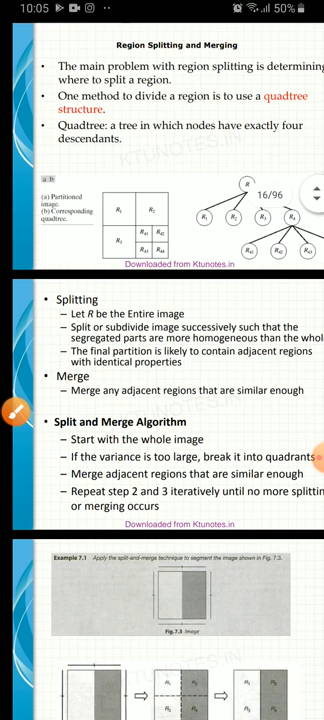 10:05
50%
Region Splitting and Merging
• The main problem with region splitting is determining
where to split a region.
• One method to divide a region is to use a quadtree
structure.
• Quadtree: a tree in which nodes have exactly four
descendants.
KTUNOTES.IN
a b
(a) Partitioned
image.
(b) Corresponding
quadtree.
R1 R2
R3 R41 R42
R43 R44
R
16/96
R1 R2 R3 R4
R41 R42 R43
Downloaded from Ktunotes.in
• Splitting
– Let R be the Entire image
– Split or subdivide image successively such that the
segregated parts are more homogeneous than the whol
– The final partition is likely to contain adjacent regions
with identical properties
• Merge
– Merge any adjacent regions that are similar enough
• Split and Merge Algorithm
– Start with the whole image
– If the variance is too large, break it into quadrants
– Merge adjacent regions that are similar enough
– Repeat step 2 and 3 iteratively until no more splittin
or merging occurs
Downloaded from Ktunotes.in
Example 7.1 Apply the split-and-merge technique to segment the image shown in Fig. 7.3.
Fig. 7.3 Image
KTUNOTES.IN
R1 R2 R1 R2
R3 R4 R3 R4